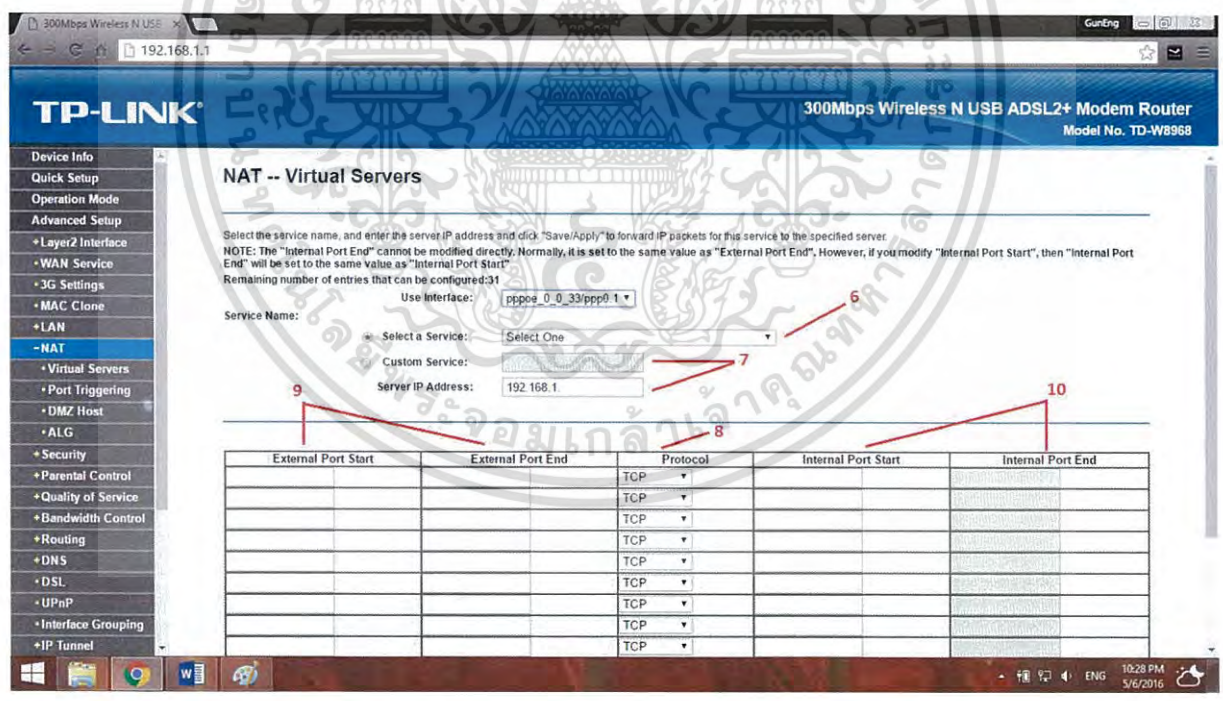 300Mbps Wireless N USB
GunEng
192.168.1.1
TP-LINK®
300Mbps Wireless N USB ADSL2+ Modem Router
Model No. TD-W8968
Device Info
Quick Setup
Operation Mode
Advanced Setup
+Layer2 Interface
•WAN Service
•3G Settings
•MAC Clone
+LAN
-NAT
•Virtual Servers
•Port Triggering
•DMZ Host
•ALG
+Security
+Parental Control
+Quality of Service
+Bandwidth Control
+Routing
+DNS
•DSL
•UPnP
•Interface Grouping
+IP Tunnel
NAT -- Virtual Servers
Select the service name, and enter the server IP address and click "Save/Apply" to forward IP packets for this service to the specified server.
NOTE: The "Internal Port End" cannot be modified directly. Normally, it is set to the same value as "External Port End". However, if you modify "Internal Port Start", then "Internal Port
End" will be set to the same value as "Internal Port Start"
Remaining number of entries that can be configured:31
Use Interface: pppoe_0_0_33/ppp0.1
Service Name:
Select a Service: Select One
6
Custom Service:
7
Server IP Address: 192.168.1.
9
10
8
External Port Start External Port End Protocol Internal Port Start Internal Port End
TCP
TCP
TCP
TCP
TCP
TCP
TCP
TCP
TCP
ENG
10:28 PM
5/6/2016